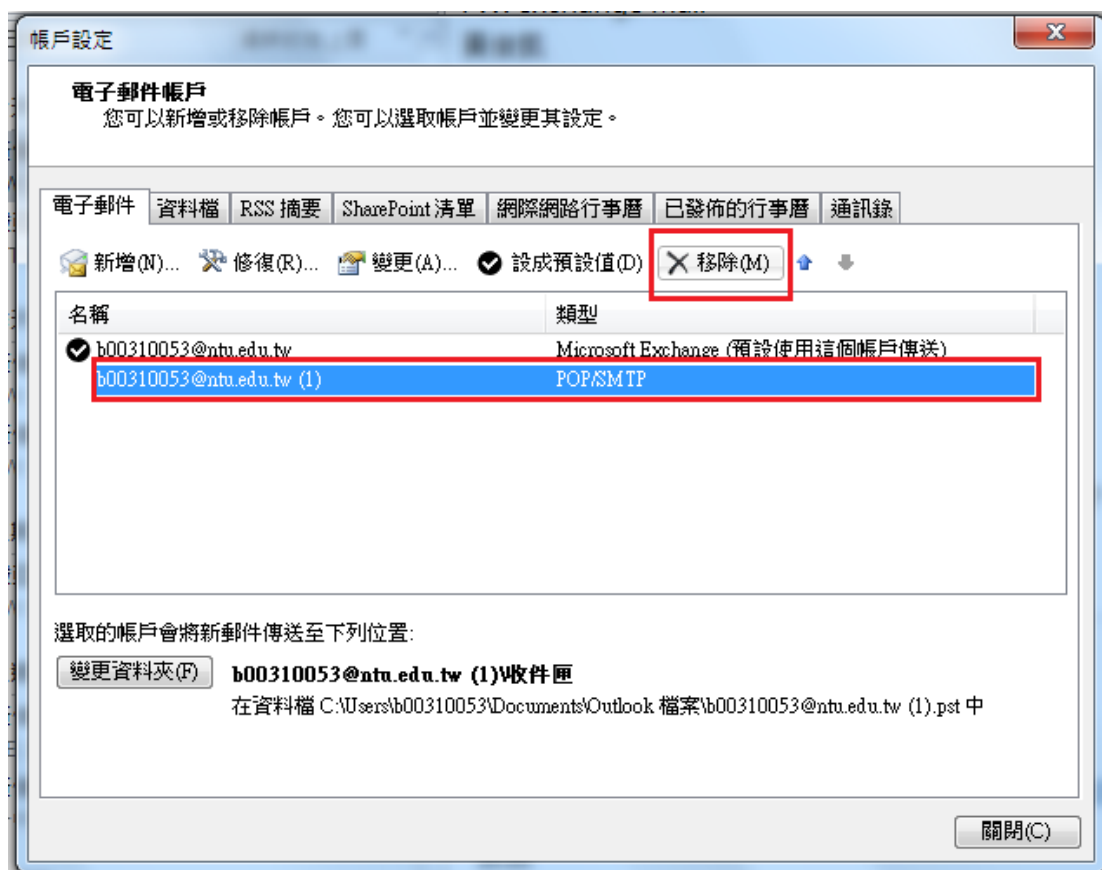 帳戶設定
電子郵件帳戶
您可以新增或移除帳戶。您可以選取帳戶並變更其設定。
電子郵件 資料檔 RSS 摘要 SharePoint 清單 網際網路行事曆 已發佈的行事曆 通訊錄
新增(N)... 修復(R)... 變更(A)... 設成預設值(D) 移除(M)
名稱 類型
b00310053@ntu.edu.tw Microsoft Exchange (預設使用這個帳戶傳送)
b00310053@ntu.edu.tw (1) POP/SMTP
選取的帳戶會將新郵件傳送至下列位置:
變更資料夾(F) b00310053@ntu.edu.tw (1)\收件匣
在資料檔 C:\Users\b00310053\Documents\Outlook 檔案\b00310053@ntu.edu.tw (1).pst 中
關閉(C)